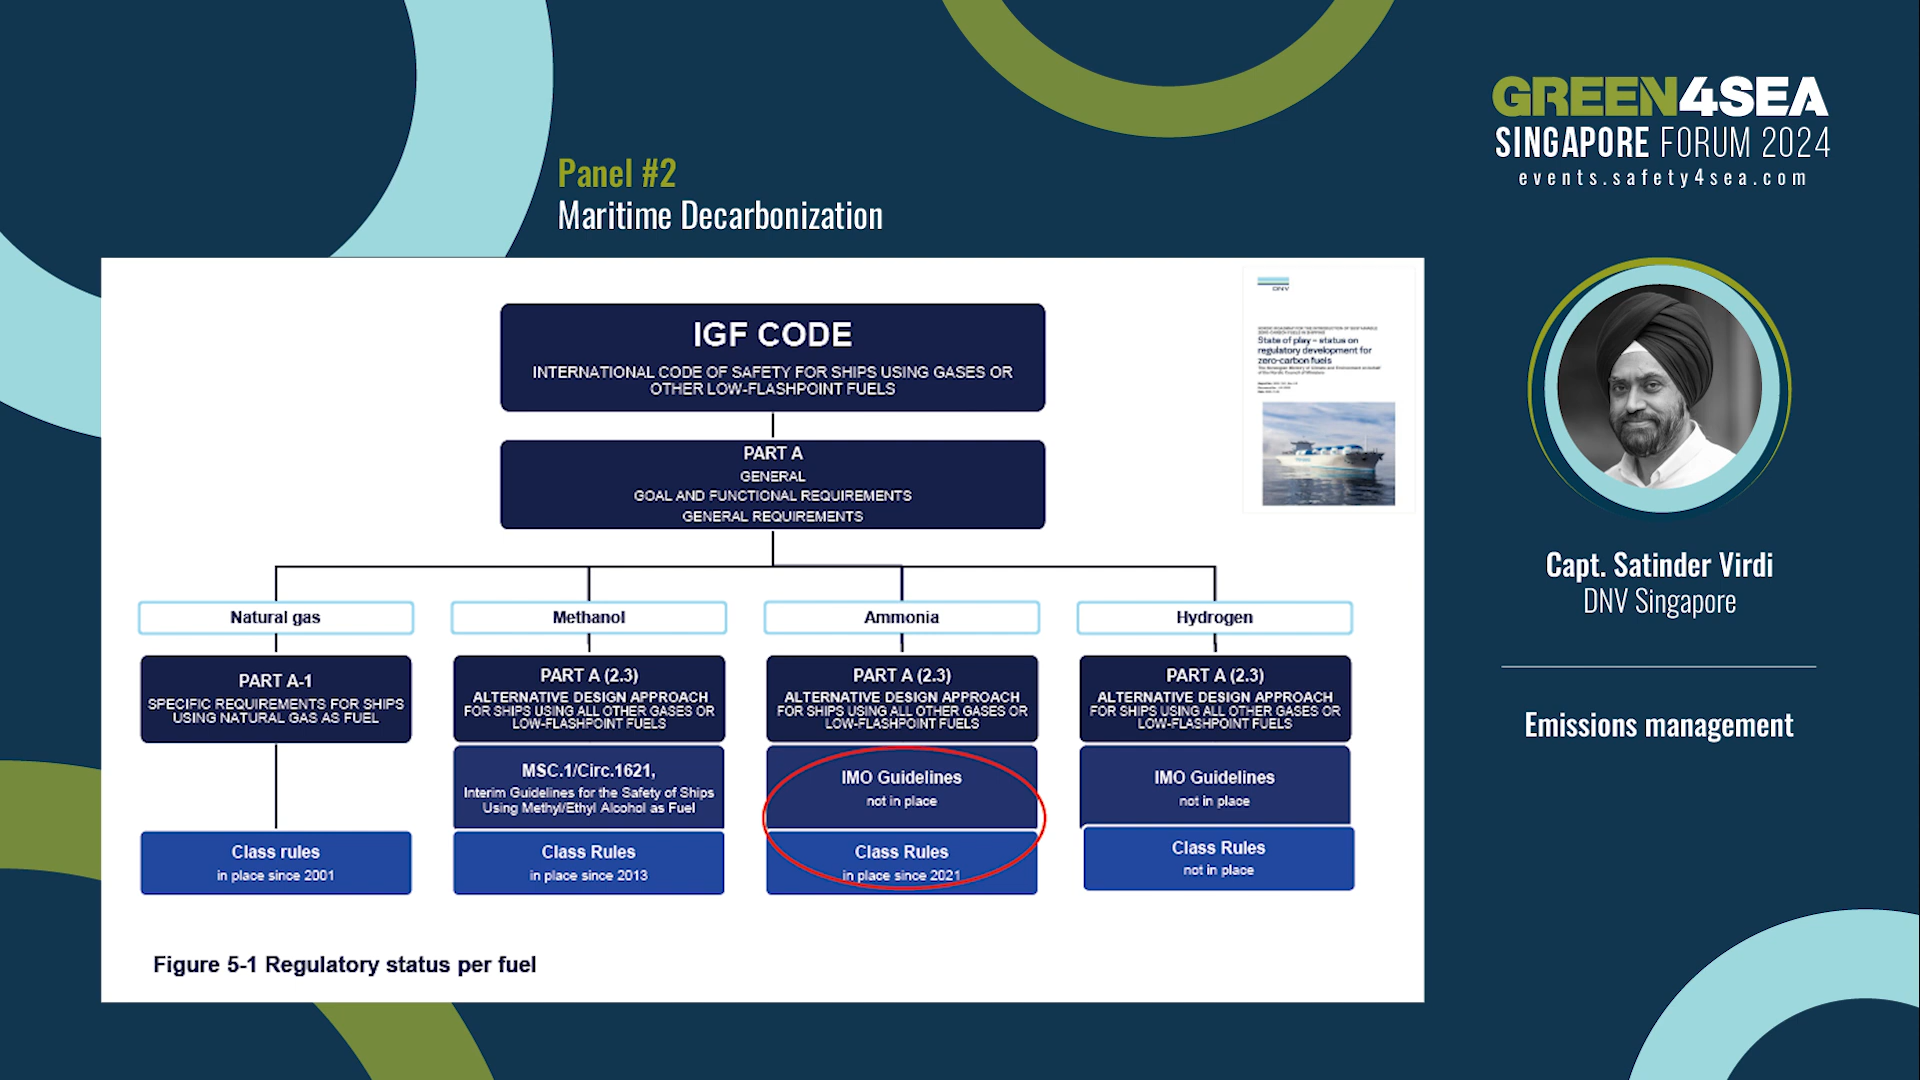 GREEN4SEA
SINGAPORE FORUM 2024
events.safety4sea.com
Panel #2
Maritime Decarbonization
IGF CODE
INTERNATIONAL CODE OF SAFETY FOR SHIPS USING GASES OR
OTHER LOW-FLASHPOINT FUELS
PART A
GENERAL
GOAL AND FUNCTIONAL REQUIREMENTS
GENERAL REQUIREMENTS
DNV
State of play – status on
regulatory development for
zero-carbon fuels
Natural gas
PART A-1
SPECIFIC REQUIREMENTS FOR SHIPS
USING NATURAL GAS AS FUEL
Class rules
in place since 2001
Methanol
PART A (2.3)
ALTERNATIVE DESIGN APPROACH
FOR SHIPS USING ALL OTHER GASES OR
LOW-FLASHPOINT FUELS
MSC.1/Circ.1621,
Interim Guidelines for the Safety of Ships
Using Methyl/Ethyl Alcohol as Fuel
Class Rules
in place since 2013
Ammonia
PART A (2.3)
ALTERNATIVE DESIGN APPROACH
FOR SHIPS USING ALL OTHER GASES OR
LOW-FLASHPOINT FUELS
IMO Guidelines
not in place
Class Rules
in place since 2021
Hydrogen
PART A (2.3)
ALTERNATIVE DESIGN APPROACH
FOR SHIPS USING ALL OTHER GASES OR
LOW-FLASHPOINT FUELS
IMO Guidelines
not in place
Class Rules
not in place
Figure 5-1 Regulatory status per fuel
Capt. Satinder Virdi
DNV Singapore
Emissions management